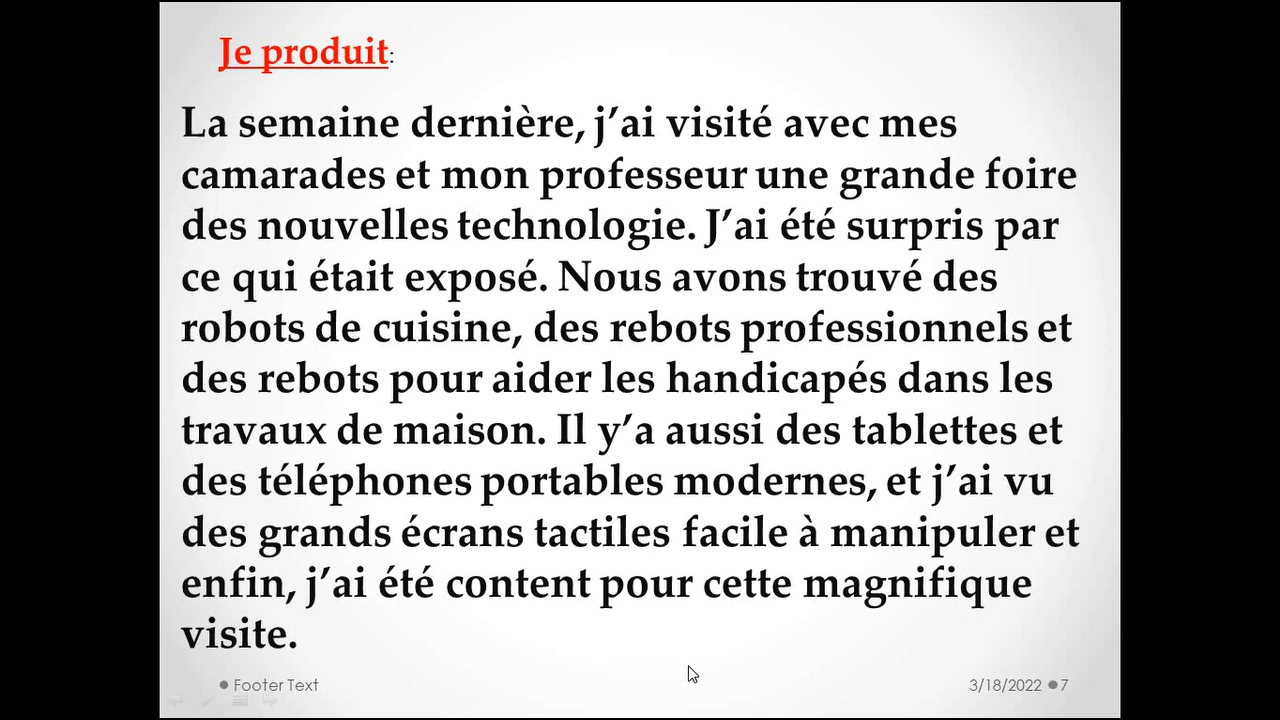 Je produit:
La semaine dernière, j’ai visité avec mes
camarades et mon professeur une grande foire
des nouvelles technologie. J’ai été surpris par
ce qui était exposé. Nous avons trouvé des
robots de cuisine, des rebots professionnels et
des rebots pour aider les handicapés dans les
travaux de maison. Il y’a aussi des tablettes et
des téléphones portables modernes, et j’ai vu
des grands écrans tactiles facile à manipuler et
enfin, j’ai été content pour cette magnifique
visite.
Footer Text
3/18/2022 7